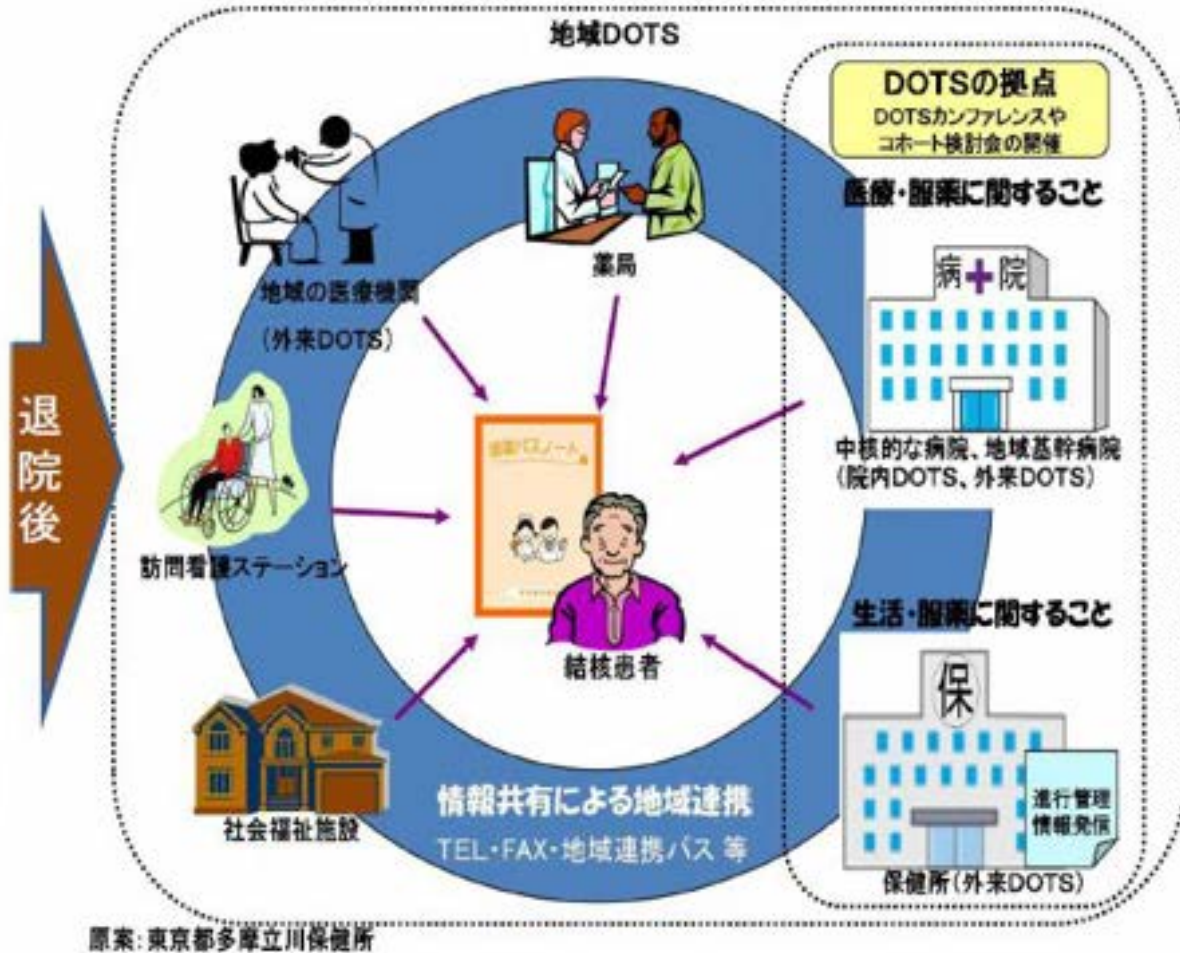 地域DOTS
DOTSの拠点
DOTSカンファレンスや
コホート検討会の開催
医療・服薬に関すること
病院
中核的な病院、地域基幹病院
(院内DOTS、外来DOTS)
薬局
地域の医療機関
(外来DOTS)
退院後
訪問看護ステーション
結核患者
生活・服薬に関すること
保
進行管理
情報発信
保健所(外来DOTS)
社会福祉施設
情報共有による地域連携
TEL・FAX・地域連携パス 等
原案:東京都多摩立川保健所